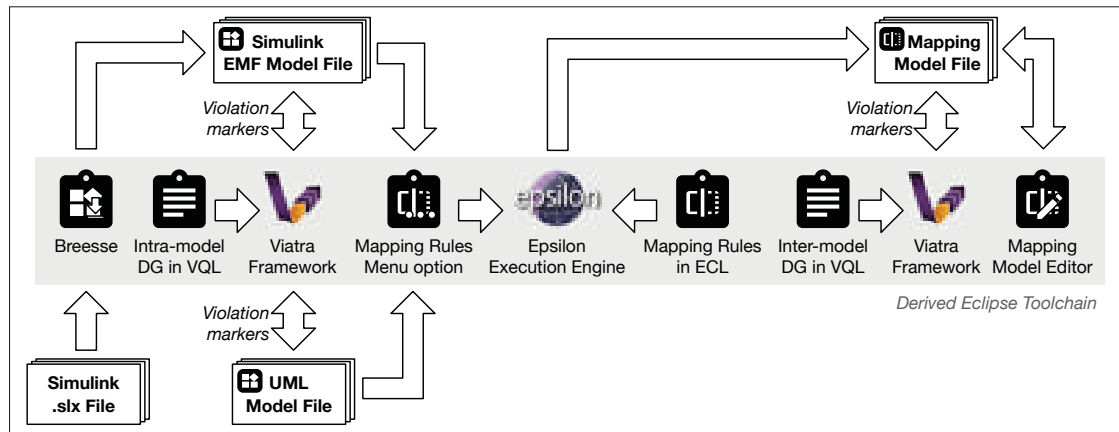 Simulink
EMF Model File
Mapping
Model File
Violation
markers
Violation
markers
epsilon
Breesse
Intra-model
DG in VQL
Viatra
Framework
Mapping Rules
Menu option
Epsilon
Execution Engine
Mapping Rules
in ECL
Inter-model
DG in VQL
Viatra
Framework
Mapping
Model Editor
Derived Eclipse Toolchain
Violation
markers
Simulink
.slx File
UML
Model File